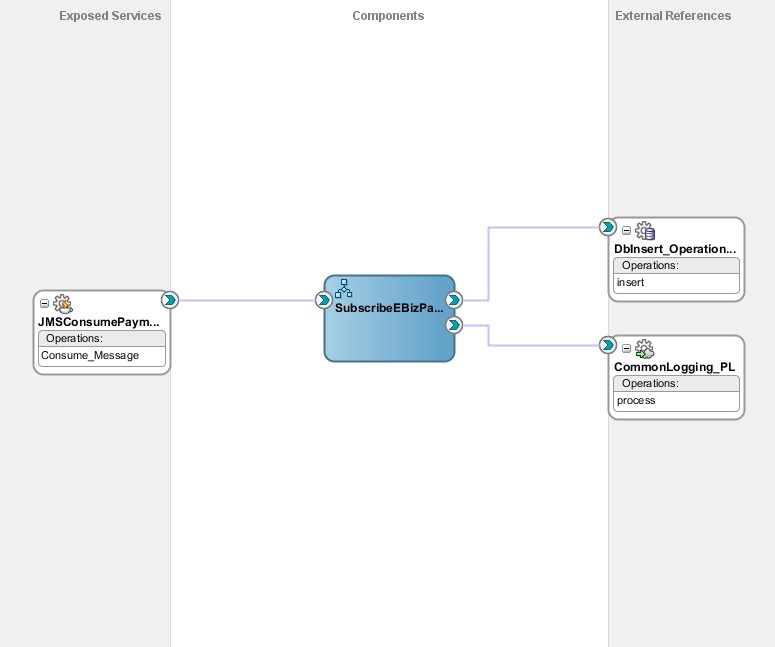 Exposed Services
Components
External References
DbInsert_Operation...
Operations:
insert
JMSConsumePaym...
Operations:
Consume_Message
SubscribeEBizPa...
CommonLogging_PL
Operations:
process